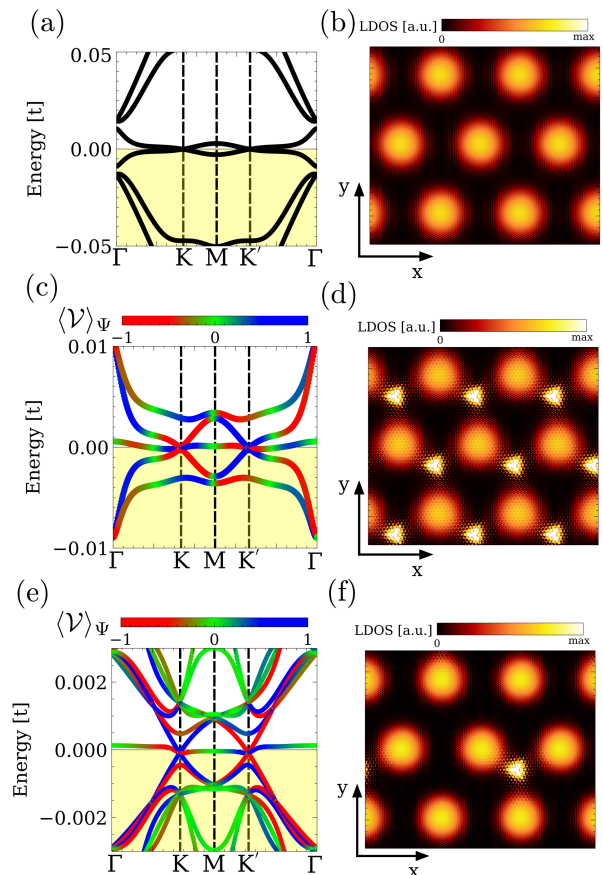 (a)
0.05
0.00
−0.05
Energy [t]
Γ K M K′ Γ
(b)
LDOS [a.u.]
0 max
y
x
(c)
⟨𝒱⟩Ψ
−1 0 1
0.01
0.00
−0.01
Energy [t]
Γ K M K′ Γ
(d)
LDOS [a.u.]
0 max
y
x
(e)
⟨𝒱⟩Ψ
−1 0 1
0.002
0.000
−0.002
Energy [t]
Γ K M K′ Γ
(f)
LDOS [a.u.]
0 max
y
x